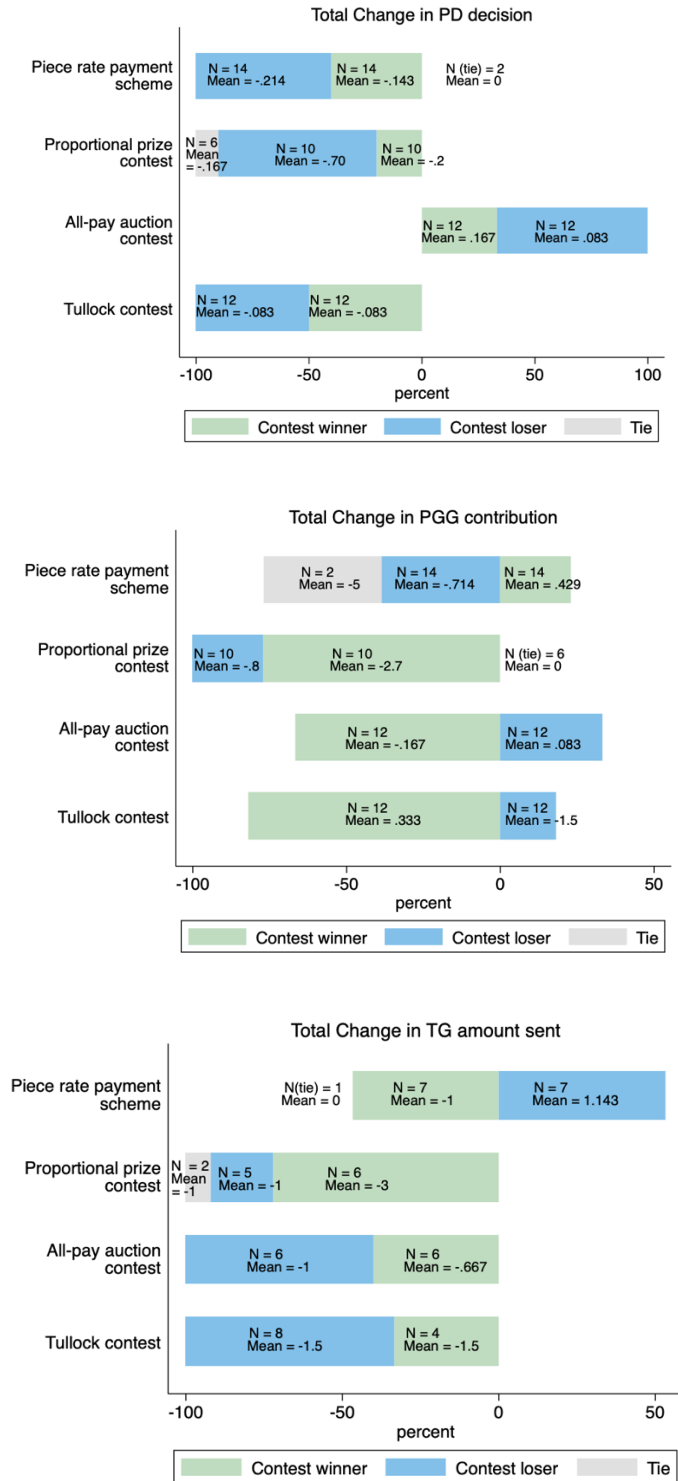 Total Change in PD decision
Piece rate payment
scheme
N = 14
Mean = -.214
N = 14
Mean = -.143
N (tie) = 2
Mean = 0
Proportional prize
contest
N = 6
Mean
= -.167
N = 10
Mean = -.70
N = 10
Mean = -.2
All-pay auction
contest
N = 12
Mean = .167
N = 12
Mean = .083
Tullock contest
N = 12
Mean = -.083
N = 12
Mean = -.083
-100 -50 0 50 100
percent
Contest winner Contest loser Tie
Total Change in PGG contribution
Piece rate payment
scheme
N = 2
Mean = -5
N = 14
Mean = -.714
N = 14
Mean = .429
Proportional prize
contest
N = 10
Mean = -.8
N = 10
Mean = -2.7
N (tie) = 6
Mean = 0
All-pay auction
contest
N = 12
Mean = -.167
N = 12
Mean = .083
Tullock contest
N = 12
Mean = .333
N = 12
Mean = -1.5
-100 -50 0 50
percent
Contest winner Contest loser Tie
Total Change in TG amount sent
Piece rate payment
scheme
N(tie) = 1
Mean = 0
N = 7
Mean = -1
N = 7
Mean = 1.143
Proportional prize
contest
N = 2
Mean
= -1
N = 5
Mean = -1
N = 6
Mean = -3
All-pay auction
contest
N = 6
Mean = -1
N = 6
Mean = -.667
Tullock contest
N = 8
Mean = -1.5
N = 4
Mean = -1.5
-100 -50 0 50
percent
Contest winner Contest loser Tie